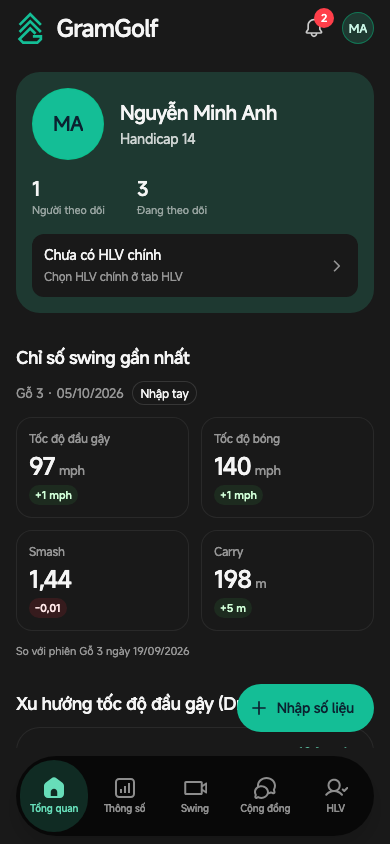 GramGolf
2
MA
MA
Nguyễn Minh Anh
Handicap 14
1
Người theo dõi
3
Đang theo dõi
Chưa có HLV chính
Chọn HLV chính ở tab HLV
Chỉ số swing gần nhất
Gỗ 3 · 05/10/2026 Nhập tay
Tốc độ đầu gậy
97 mph
+1 mph
Tốc độ bóng
140 mph
+1 mph
Smash
1,44
-0,01
Carry
198 m
+5 m
So với phiên Gỗ 3 ngày 19/09/2026
Xu hướng tốc độ đầu gậy (D
+ Nhập số liệu
Tổng quan
Thông số
Swing
Cộng đồng
HLV